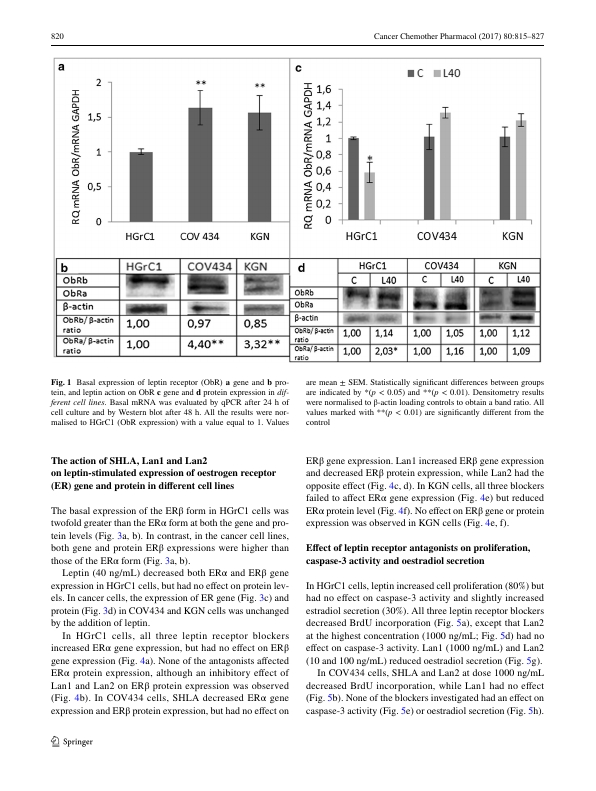 820
Cancer Chemother Pharmacol (2017) 80:815–827
a
RQ mRNA ObR/mRNA GAPDH
2
1,5
1
0,5
0
**
**
HGrC1
COV 434
KGN
c
C
L40
RQ mRNA ObR/mRNA GAPDH
1,6
1,4
1,2
1
0,8
0,6
0,4
0,2
0
*
HGrC1
COV434
KGN
b HGrC1 COV434 KGN
ObRb
ObRa
β-actin
ObRb/ β-actin ratio 1,00 0,97 0,85
ObRa/ β-actin ratio 1,00 4,40** 3,32**
d HGrC1 COV434 KGN
C L40 C L40 C L40
ObRb
ObRa
β-actin
ObRb/ β-actin ratio 1,00 1,14 1,00 1,05 1,00 1,12
ObRa/ β-actin ratio 1,00 2,03* 1,00 1,16 1,00 1,09
Fig. 1 Basal expression of leptin receptor (ObR) a gene and b pro-
tein, and leptin action on ObR c gene and d protein expression in dif-
ferent cell lines. Basal mRNA was evaluated by qPCR after 24 h of
cell culture and by Western blot after 48 h. All the results were nor-
malised to HGrC1 (ObR expression) with a value equal to 1. Values
are mean ± SEM. Statistically significant differences between groups
are indicated by *(p < 0.05) and **(p < 0.01). Densitometry results
were normalised to β-actin loading controls to obtain a band ratio. All
values marked with **(p < 0.01) are significantly different from the
control
The action of SHLA, Lan1 and Lan2
on leptin-stimulated expression of oestrogen receptor
(ER) gene and protein in different cell lines
The basal expression of the ERβ form in HGrC1 cells was
twofold greater than the ERα form at both the gene and pro-
tein levels (Fig. 3a, b). In contrast, in the cancer cell lines,
both gene and protein ERβ expressions were higher than
those of the ERα form (Fig. 3a, b).
Leptin (40 ng/mL) decreased both ERα and ERβ gene
expression in HGrC1 cells, but had no effect on protein lev-
els. In cancer cells, the expression of ER gene (Fig. 3c) and
protein (Fig. 3d) in COV434 and KGN cells was unchanged
by the addition of leptin.
In HGrC1 cells, all three leptin receptor blockers
increased ERα gene expression, but had no effect on ERβ
gene expression (Fig. 4a). None of the antagonists affected
ERα protein expression, although an inhibitory effect of
Lan1 and Lan2 on ERβ protein expression was observed
(Fig. 4b). In COV434 cells, SHLA decreased ERα gene
expression and ERβ protein expression, but had no effect on
ERβ gene expression. Lan1 increased ERβ gene expression
and decreased ERβ protein expression, while Lan2 had the
opposite effect (Fig. 4c, d). In KGN cells, all three blockers
failed to affect ERα gene expression (Fig. 4e) but reduced
ERα protein level (Fig. 4f). No effect on ERβ gene or protein
expression was observed in KGN cells (Fig. 4e, f).
Effect of leptin receptor antagonists on proliferation,
caspase-3 activity and oestradiol secretion
In HGrC1 cells, leptin increased cell proliferation (80%) but
had no effect on caspase-3 activity and slightly increased
estradiol secretion (30%). All three leptin receptor blockers
decreased BrdU incorporation (Fig. 5a), except that Lan2
at the highest concentration (1000 ng/mL; Fig. 5d) had no
effect on caspase-3 activity. Lan1 (1000 ng/mL) and Lan2
(10 and 100 ng/mL) reduced oestradiol secretion (Fig. 5g).
In COV434 cells, SHLA and Lan2 at dose 1000 ng/mL
decreased BrdU incorporation, while Lan1 had no effect
(Fig. 5b). None of the blockers investigated had an effect on
caspase-3 activity (Fig. 5e) or oestradiol secretion (Fig. 5h).
Springer